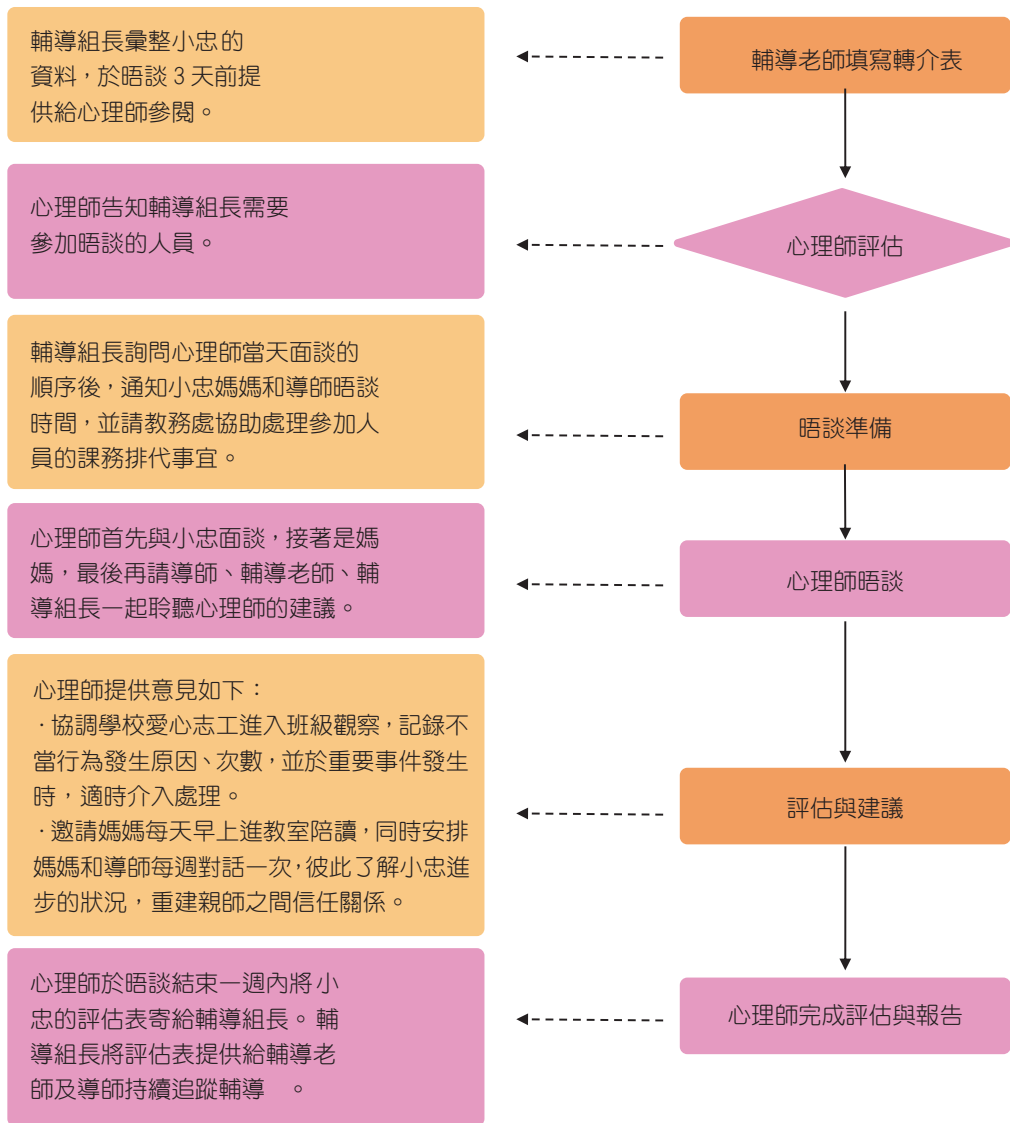 輔導組長彙整小忠的
資料,於晤談 3 天前提
供給心理師參閱。
輔導老師填寫轉介表
心理師告知輔導組長需要
參加晤談的人員。
心理師評估
輔導組長詢問心理師當天面談的
順序後,通知小忠媽媽和導師晤談
時間,並請教務處協助處理參加人
員的課務排代事宜。
晤談準備
心理師首先與小忠面談,接著是媽
媽,最後再請導師、輔導老師、輔
導組長一起聆聽心理師的建議。
心理師晤談
心理師提供意見如下:
·協調學校愛心志工進入班級觀察,記錄不
當行為發生原因、次數,並於重要事件發生
時,適時介入處理。
·邀請媽媽每天早上進教室陪讀,同時安排
媽媽和導師每週對話一次,彼此了解小忠進
步的狀況,重建親師之間信任關係。
評估與建議
心理師於晤談結束一週內將小
忠的評估表寄給輔導組長。輔
導組長將評估表提供給輔導老
師及導師持續追蹤輔導 。
心理師完成評估與報告